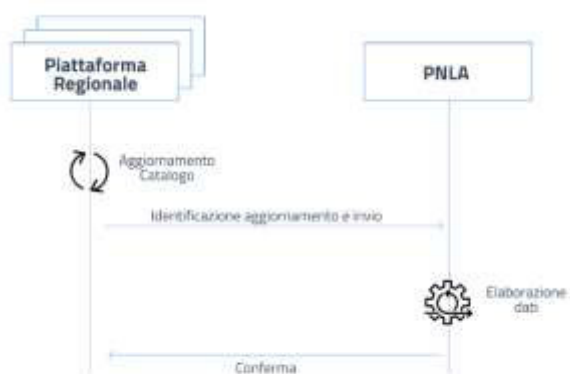 Piattaforma
Regionale
PNLA
Aggiornamento
Catalogo
Identificazione aggiornamento e invio
Elaborazione
dati
Conferma